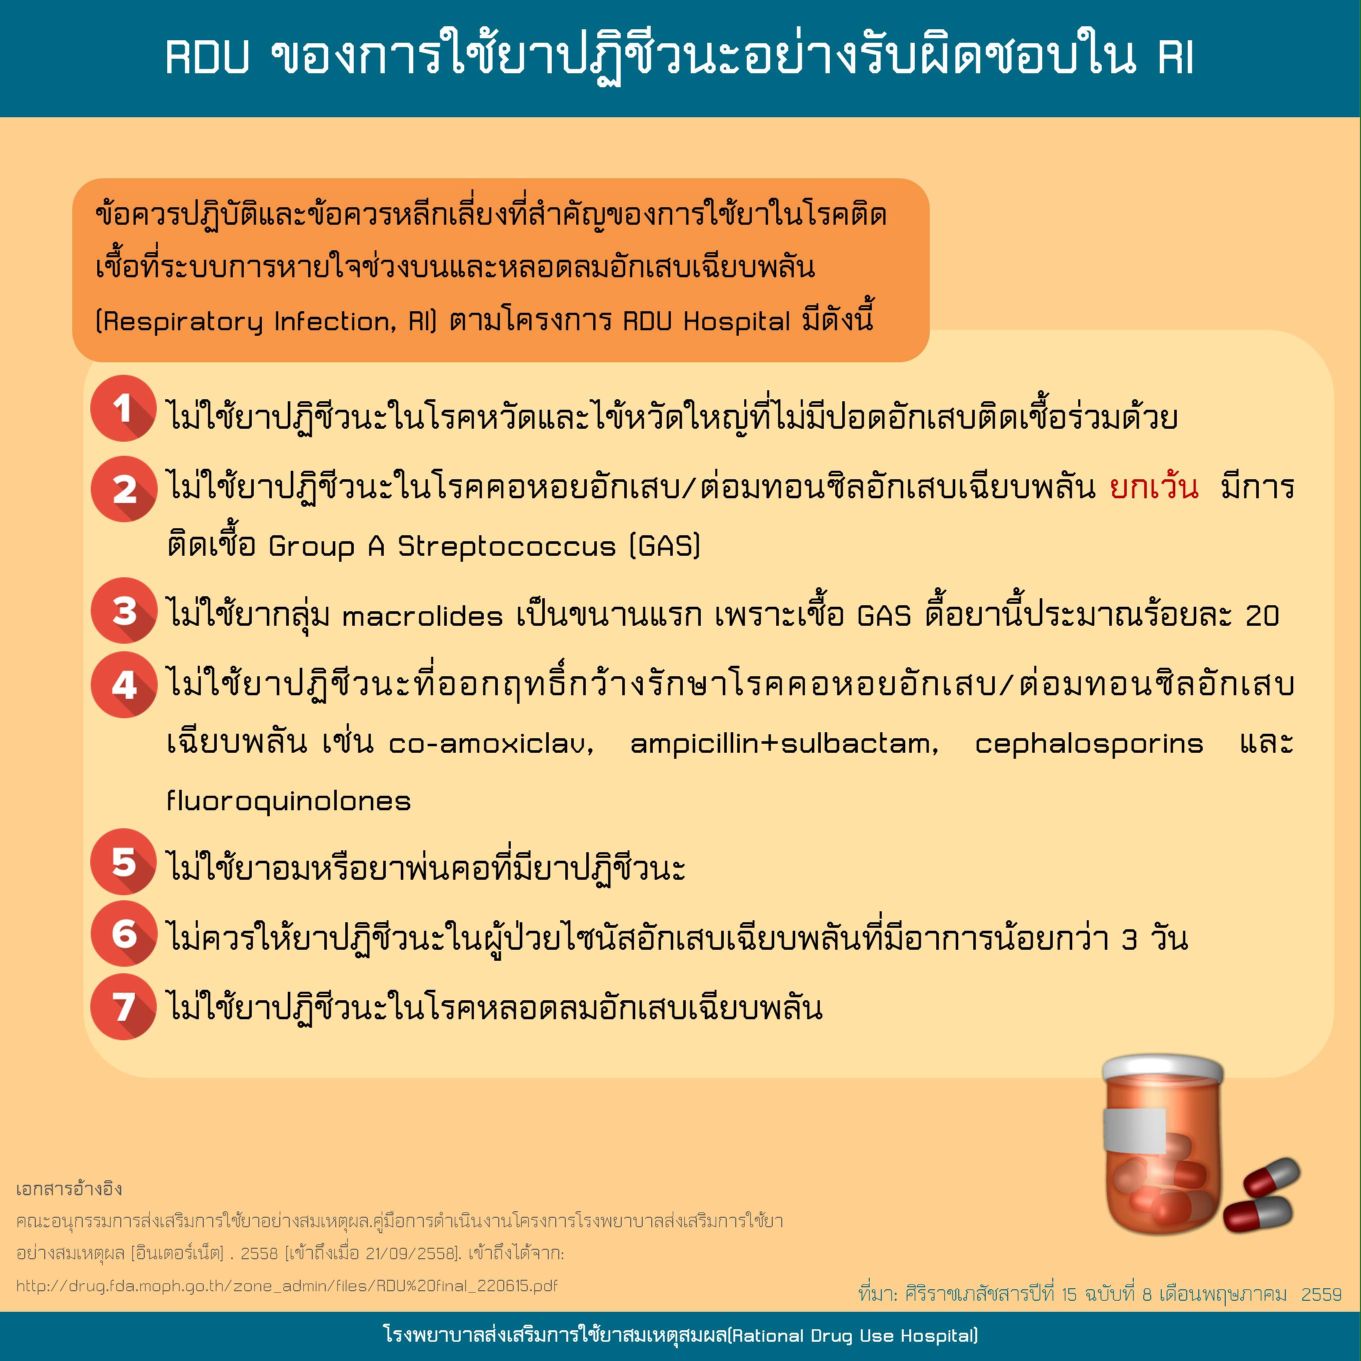 RDU ของการใช้ยาปฏิชีวนะอย่างรับผิดชอบใน RI
ข้อควรปฏิบัติและข้อควรหลีกเลี่ยงที่สำคัญของการใช้ยาในโรคติด
เชื้อที่ระบบการหายใจช่วงบนและหลอดลมอักเสบเฉียบพลัน
(Respiratory Infection, RI) ตามโครงการ RDU Hospital มีดังนี้
1 ไม่ใช้ยาปฏิชีวนะในโรคหวัดและไข้หวัดใหญ่ที่ไม่มีปอดอักเสบติดเชื้อร่วมด้วย
2 ไม่ใช้ยาปฏิชีวนะในโรคคอหอยอักเสบ/ต่อมทอนซิลอักเสบเฉียบพลัน ยกเว้น มีการ
ติดเชื้อ Group A Streptococcus (GAS)
3 ไม่ใช้ยากลุ่ม macrolides เป็นขนานแรก เพราะเชื้อ GAS ดื้อยานี้ประมาณร้อยละ 20
4 ไม่ใช้ยาปฏิชีวนะที่ออกฤทธิ์กว้างรักษาโรคคอหอยอักเสบ/ต่อมทอนซิลอักเสบ
เฉียบพลัน เช่น co-amoxiclav, ampicillin+sulbactam, cephalosporins และ
fluoroquinolones
5 ไม่ใช้ยาอมหรือยาพ่นคอที่มียาปฏิชีวนะ
6 ไม่ควรให้ยาปฏิชีวนะในผู้ป่วยไซนัสอักเสบเฉียบพลันที่มีอาการน้อยกว่า 3 วัน
7 ไม่ใช้ยาปฏิชีวนะในโรคหลอดลมอักเสบเฉียบพลัน
เอกสารอ้างอิง
คณะอนุกรรมการส่งเสริมการใช้ยาอย่างสมเหตุผล.คู่มือการดำเนินงานโครงการโรงพยาบาลส่งเสริมการใช้ยา
อย่างสมเหตุผล [อินเตอร์เน็ต] . 2558 [เข้าถึงเมื่อ 21/09/2558]. เข้าถึงได้จาก:
http://drug.fda.moph.go.th/zone_admin/files/RDU%20final_220615.pdf
ที่มา: ศิริราชเภสัชสารปีที่ 15 ฉบับที่ 8 เดือนพฤษภาคม 2559
โรงพยาบาลส่งเสริมการใช้ยาสมเหตุสมผล(Rational Drug Use Hospital)